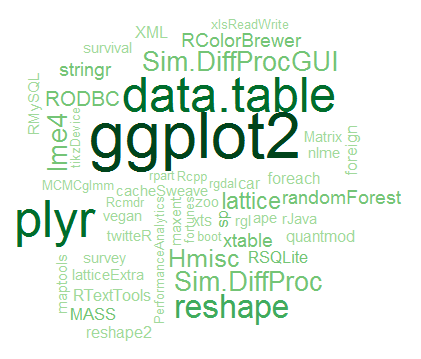 xlsReadWrite
XML
RColorBrewer
survival
Sim.DiffProcGUI
stringr
data.table
RODBC
RMySQL
tikzDevice
lme4
ggplot2
Matrix
nlme
foreign
rpart
Rcpp
MCMCglmm
cacheSweave
rgdal
car
foreach
Rcmdr
PerformanceAnalytics
maxent
fortunes
zoo
sp
lattice
randomForest
plyr
vegan
xts
rgl
ape
rJava
twitteR
boot
xtable
quantmod
survey
Hmisc
RSQLite
maptools
latticeExtra
Sim.DiffProc
RTextTools
MASS
reshape
reshape2